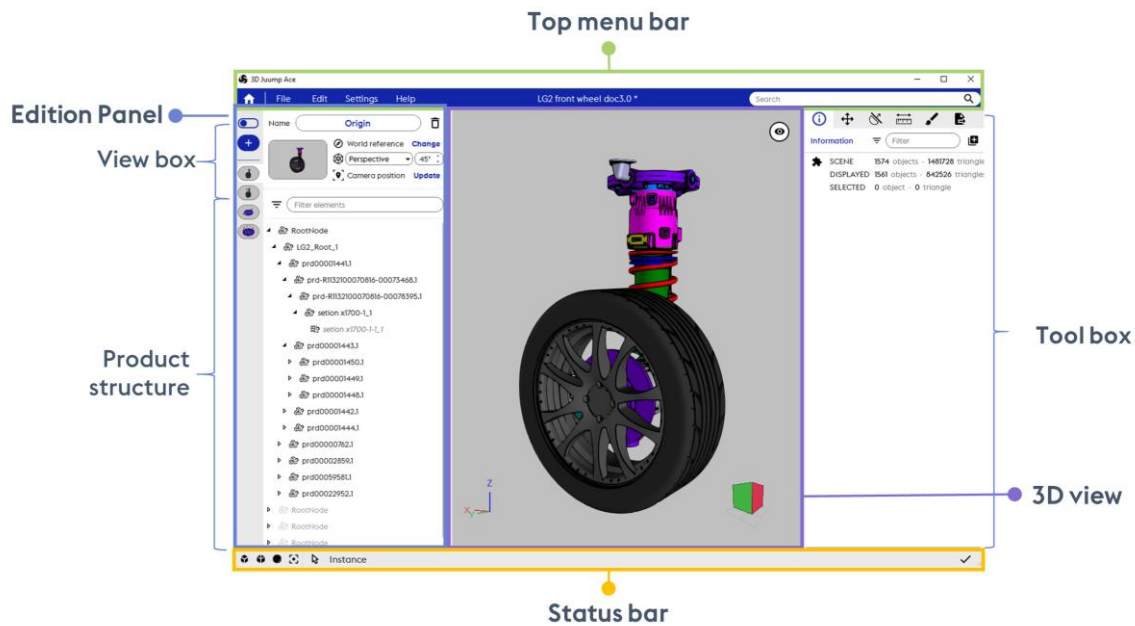 Top menu bar
3D Juump Ace
File Edit Settings Help LG2 front wheel doc3.0 * Search
Edition Panel
View box
Name Origin
World reference Change
Perspective 45°
Camera position Update
Filter elements
RootNode
LG2_Root_1
prd00001441.1
prd-R1132100070816-00073468.1
prd-R1132100070816-00078395.1
setion x1700-1_1
setion x1700-1-1_1
prd00001443.1
prd00001450.1
prd00001449.1
prd00001448.1
prd00001442.1
prd00001444.1
prd00000762.1
prd00002859.1
prd00059581.1
prd00022952.1
RootNode
RootNode
RootNode
Product
structure
Z
X Y
Information Filter
SCENE 1574 objects - 1481728 triangle
DISPLAYED 1561 objects - 842526 triangles
SELECTED 0 object - 0 triangle
Tool box
3D view
Instance
Status bar